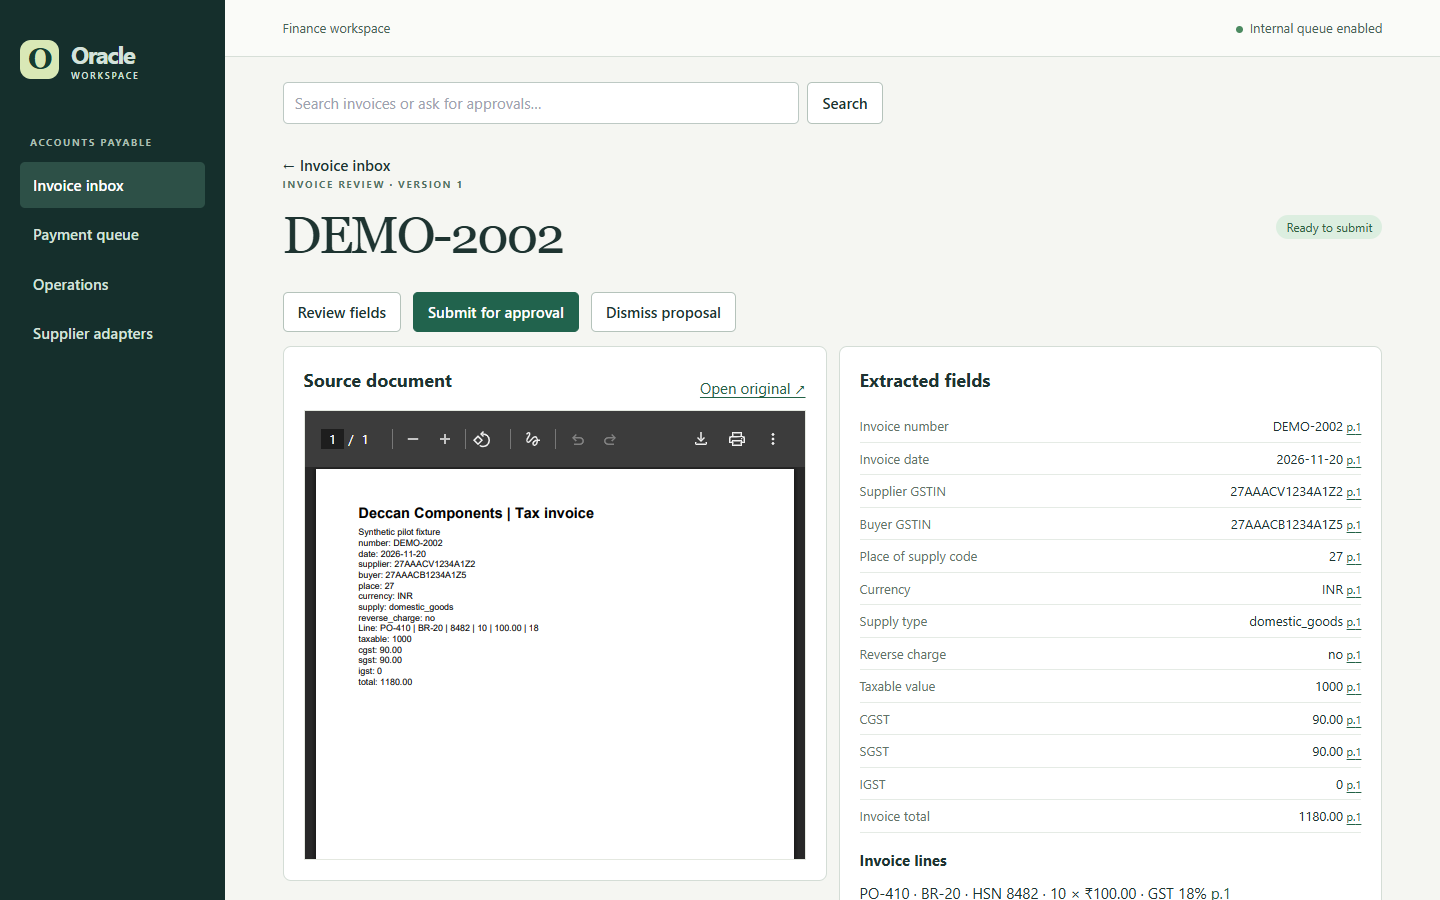 O
Oracle
WORKSPACE
ACCOUNTS PAYABLE
Invoice inbox
Payment queue
Operations
Supplier adapters
Finance workspace
Internal queue enabled
Search invoices or ask for approvals...
Search
← Invoice inbox
INVOICE REVIEW · VERSION 1
DEMO-2002
Ready to submit
Review fields
Submit for approval
Dismiss proposal
Source document
Open original ↗
1 / 1
Deccan Components | Tax invoice
Synthetic pilot fixture
number: DEMO-2002
date: 2026-11-20
supplier: 27AAACV1234A1Z2
buyer: 27AAACB1234A1Z5
place: 27
currency: INR
supply: domestic_goods
reverse_charge: no
Line: PO-410 | BR-20 | 8482 | 10 | 100.00 | 18
taxable: 1000
cgst: 90.00
sgst: 90.00
igst: 0
total: 1180.00
Extracted fields
Invoice number DEMO-2002 p.1
Invoice date 2026-11-20 p.1
Supplier GSTIN 27AAACV1234A1Z2 p.1
Buyer GSTIN 27AAACB1234A1Z5 p.1
Place of supply code 27 p.1
Currency INR p.1
Supply type domestic_goods p.1
Reverse charge no p.1
Taxable value 1000 p.1
CGST 90.00 p.1
SGST 90.00 p.1
IGST 0 p.1
Invoice total 1180.00 p.1
Invoice lines
PO-410 · BR-20 · HSN 8482 · 10 × ₹100.00 · GST 18% p.1